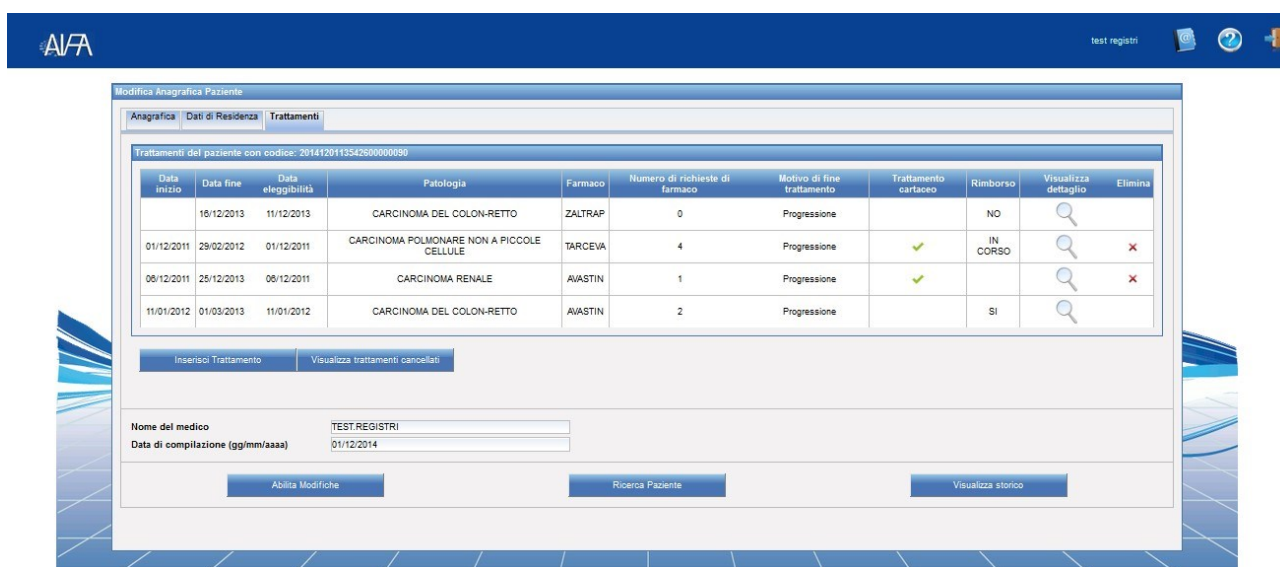 AIFA
test registri
Modifica Anagrafica Paziente
Anagrafica Dati di Residenza Trattamenti
Trattamenti del paziente con codice: 2014120113542600000090
Data inizio Data fine Data eleggibilità Patologia Farmaco Numero di richieste di farmaco Motivo di fine trattamento Trattamento cartaceo Rimborso Visualizza dettaglio Elimina
16/12/2013 11/12/2013 CARCINOMA DEL COLON-RETTO ZALTRAP 0 Progressione NO
01/12/2011 29/02/2012 01/12/2011 CARCINOMA POLMONARE NON A PICCOLE CELLULE TARCEVA 4 Progressione IN CORSO
06/12/2011 25/12/2013 06/12/2011 CARCINOMA RENALE AVASTIN 1 Progressione
11/01/2012 01/03/2013 11/01/2012 CARCINOMA DEL COLON-RETTO AVASTIN 2 Progressione SI
Inserisci Trattamento Visualizza trattamenti cancellati
Nome del medico TEST.REGISTRI
Data di compilazione (gg/mm/aaaa) 01/12/2014
Abilita Modifiche Ricerca Paziente Visualizza storico